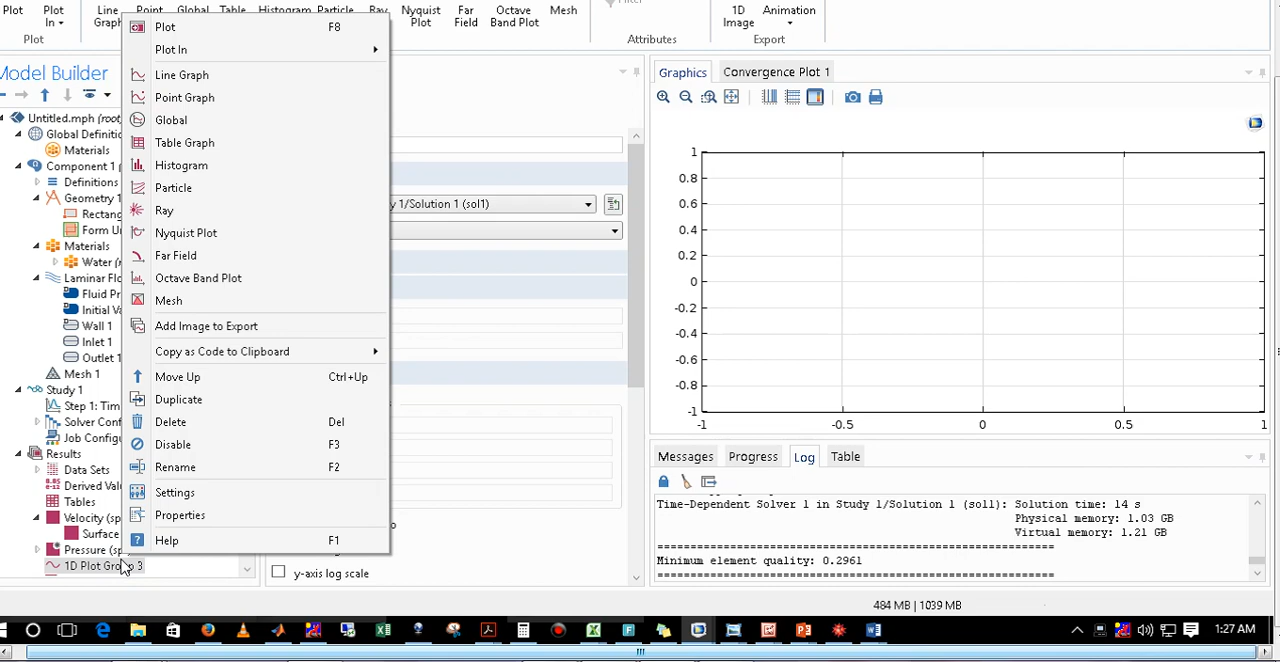 Plot
Plot
In
Line
Graph
Point
Global
Table
Histogram
Particle
Ray
Nyquist
Plot
Far
Field
Octave
Band Plot
Mesh
1D
Image
Animation
Plot
Attributes
Export
Model Builder
Untitled.mph (root)
Global Definitio
Materials
Component 1
Definitions
Geometry 1
Rectang
Form Un
Materials
Water (m
Laminar Flo
Fluid Pr
Initial Va
Wall 1
Inlet 1
Outlet 1
Mesh 1
Study 1
Step 1: Tim
Solver Conf
Job Configu
Results
Data Sets
Derived Valu
Tables
Velocity (sp
Surface
Pressure (sp
1D Plot Group 3
Plot F8
Plot In
Line Graph
Point Graph
Global
Table Graph
Histogram
Particle
Ray
Nyquist Plot
Far Field
Octave Band Plot
Mesh
Add Image to Export
Copy as Code to Clipboard
Move Up Ctrl+Up
Duplicate
Delete Del
Disable F3
Rename F2
Settings
Properties
Help F1
y 1/Solution 1 (sol1)
y-axis log scale
Graphics Convergence Plot 1
1
0.8
0.6
0.4
0.2
0
-0.2
-0.4
-0.6
-0.8
-1
-1 -0.5 0 0.5 1
Messages Progress Log Table
Time-Dependent Solver 1 in Study 1/Solution 1 (sol1): Solution time: 14 s
Physical memory: 1.03 GB
Virtual memory: 1.21 GB
Minimum element quality: 0.2961
484 MB | 1039 MB
1:27 AM